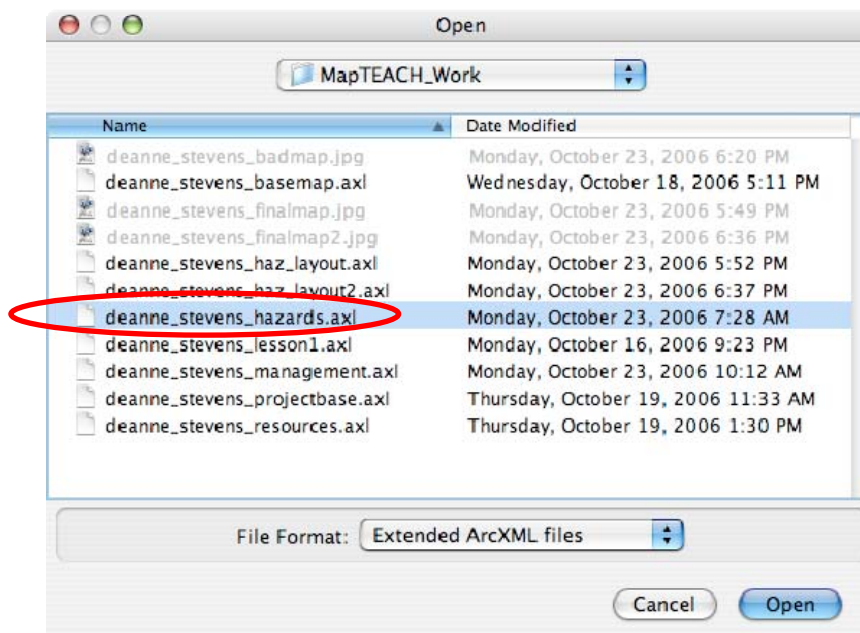 Open
MapTEACH_Work
Name Date Modified
deanne_stevens_badmap.jpg Monday, October 23, 2006 6:20 PM
deanne_stevens_basemap.axl Wednesday, October 18, 2006 5:11 PM
deanne_stevens_finalmap.jpg Monday, October 23, 2006 5:49 PM
deanne_stevens_finalmap2.jpg Monday, October 23, 2006 6:36 PM
deanne_stevens_haz_layout.axl Monday, October 23, 2006 5:52 PM
deanne_stevens_haz_layout2.axl Monday, October 23, 2006 6:37 PM
deanne_stevens_hazards.axl Monday, October 23, 2006 7:28 AM
deanne_stevens_lesson1.axl Monday, October 16, 2006 9:23 PM
deanne_stevens_management.axl Monday, October 23, 2006 10:12 AM
deanne_stevens_projectbase.axl Thursday, October 19, 2006 11:33 AM
deanne_stevens_resources.axl Thursday, October 19, 2006 1:30 PM
File Format: Extended ArcXML files
Cancel Open